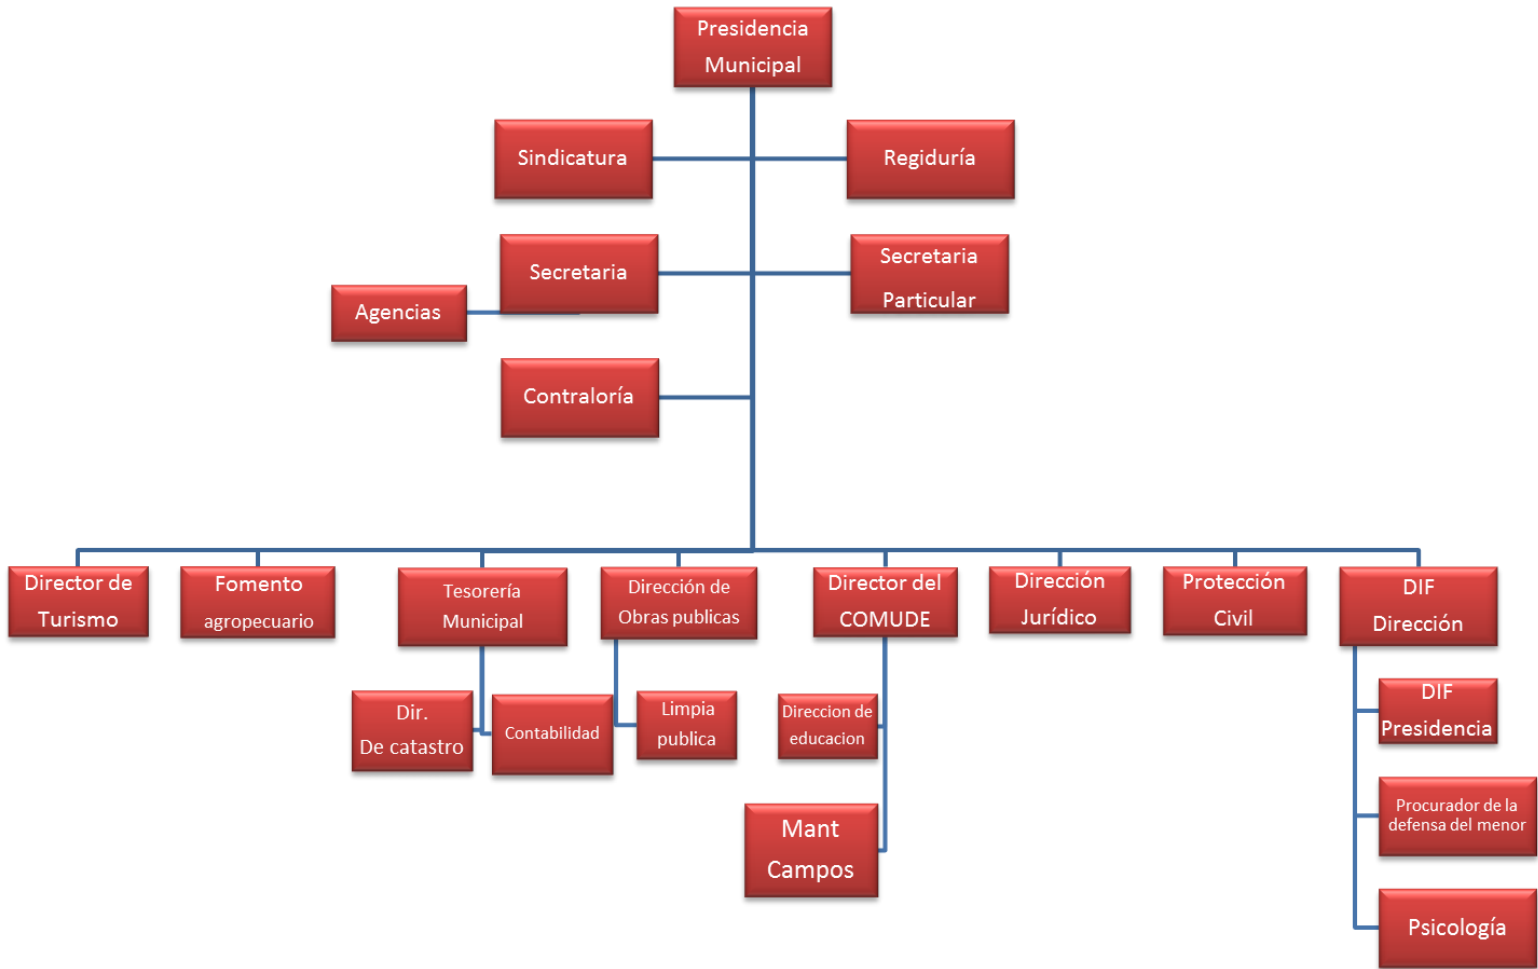 Presidencia
Municipal
Sindicatura
Regiduría
Secretaria
Secretaria
Particular
Agencias
Contraloría
Director de
Turismo
Fomento
agropecuario
Tesorería
Municipal
Dirección de
Obras publicas
Director del
COMUDE
Dirección
Jurídico
Protección
Civil
DIF
Dirección
Dir.
De catastro
Contabilidad
Limpia
publica
Direccion de
educacion
Mant
Campos
DIF
Presidencia
Procurador de la
defensa del menor
Psicología